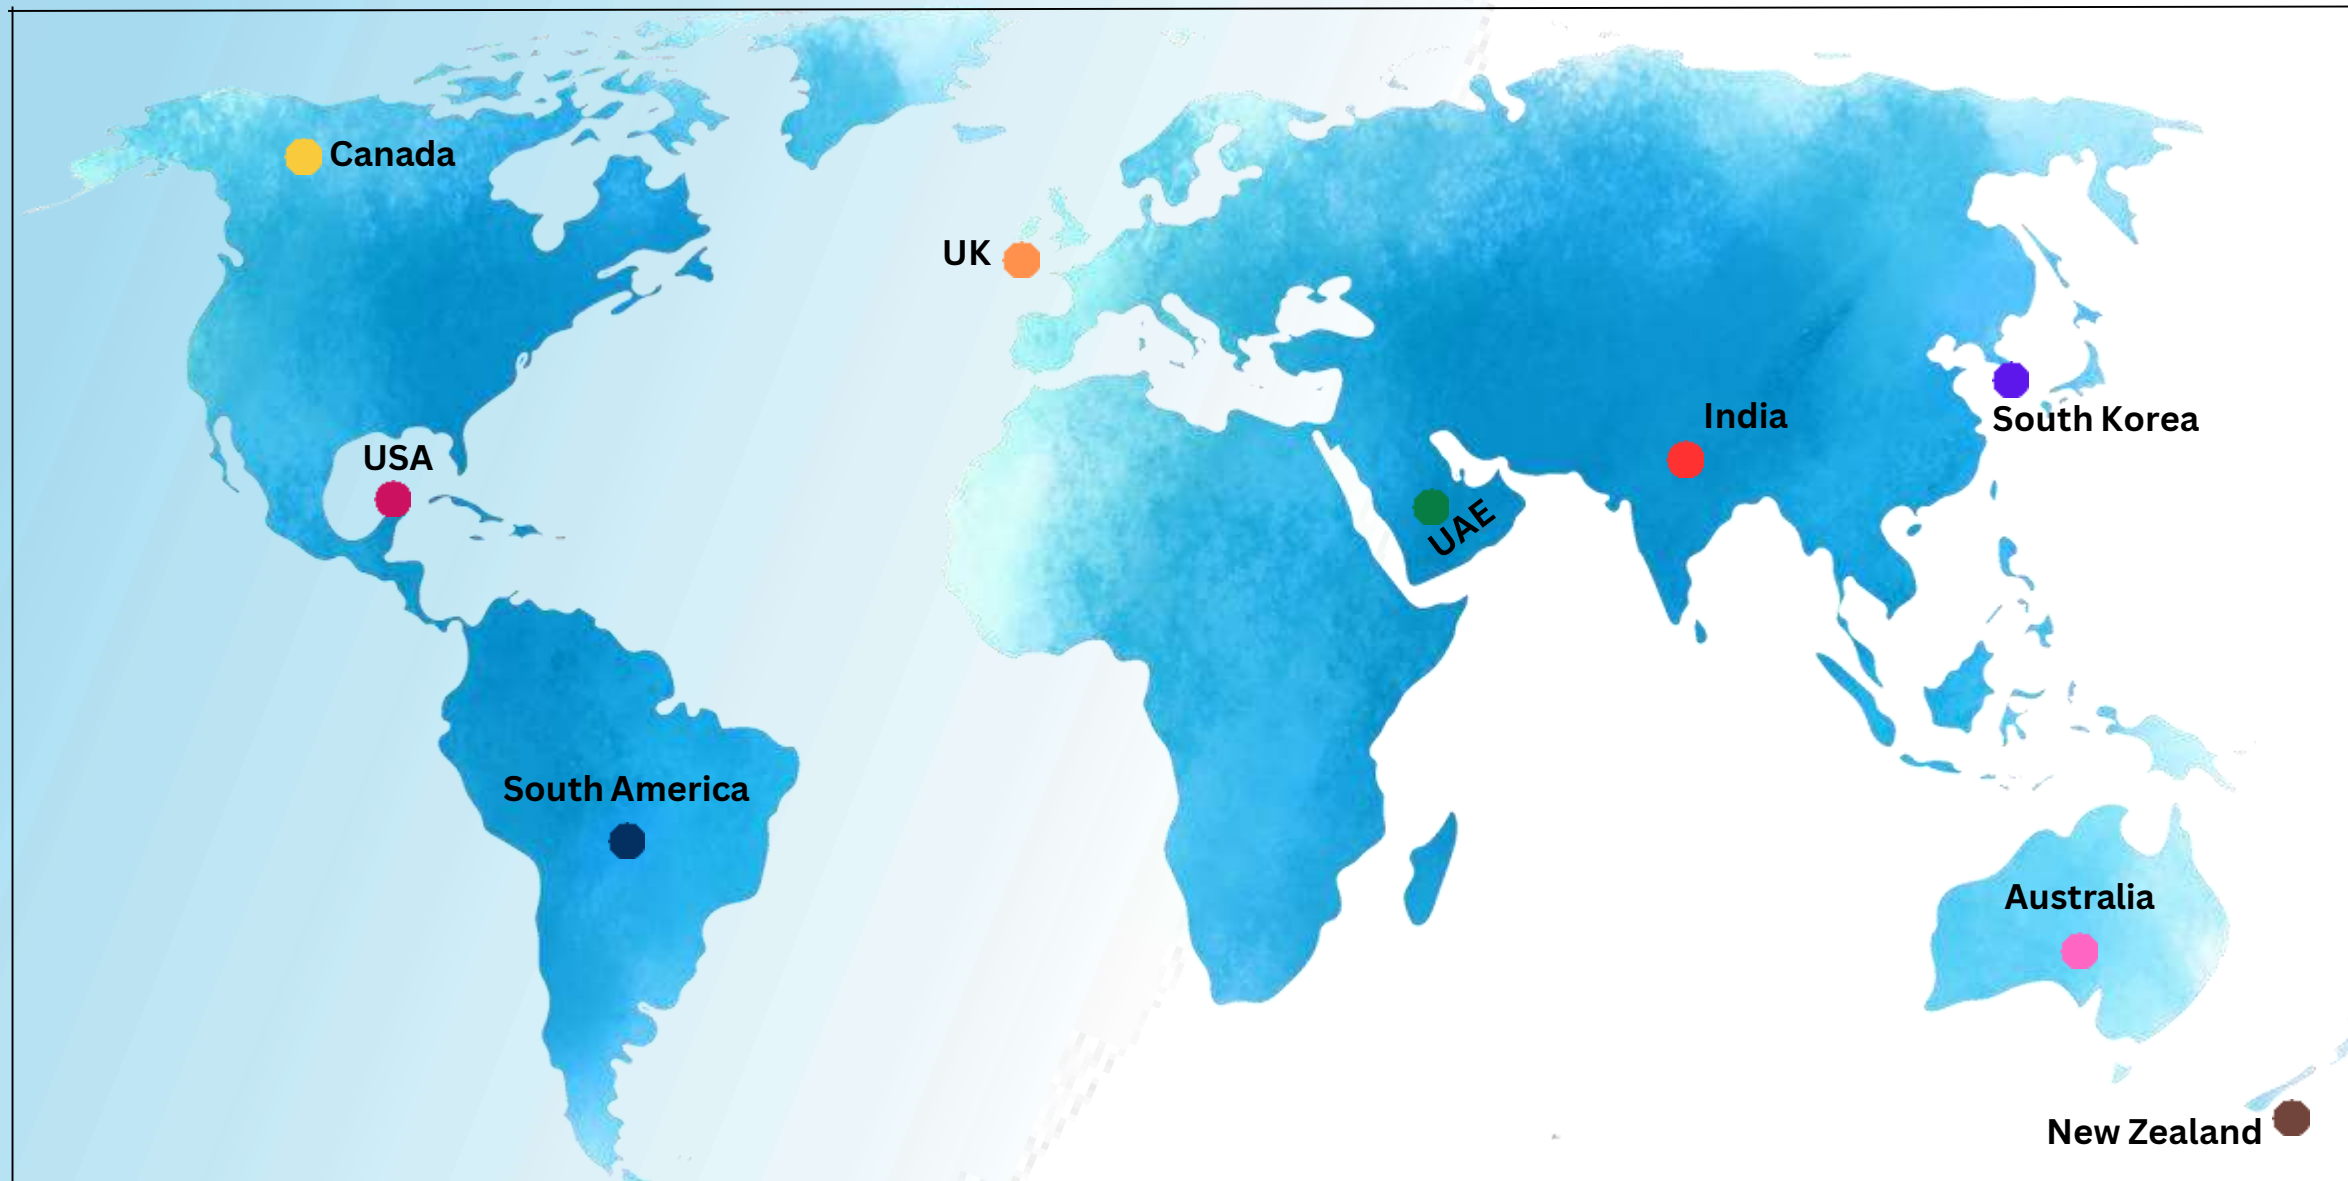 Canada
UK
India
South Korea
USA
UAE
South America
Australia
New Zealand